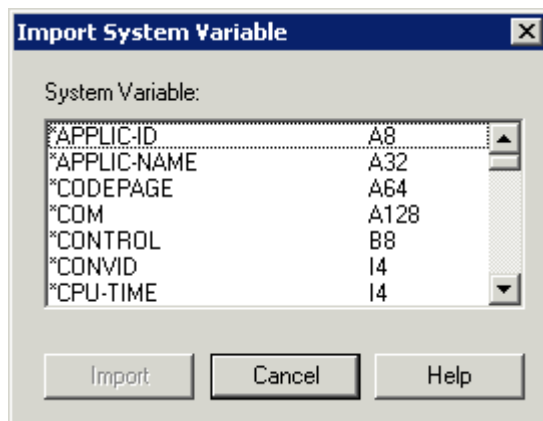 Import System Variable
System Variable:
*APPLIC-ID A8
*APPLIC-NAME A32
*CODEPAGE A64
*COM A128
*CONTROL B8
*CONVID I4
*CPU-TIME I4
Import Cancel Help